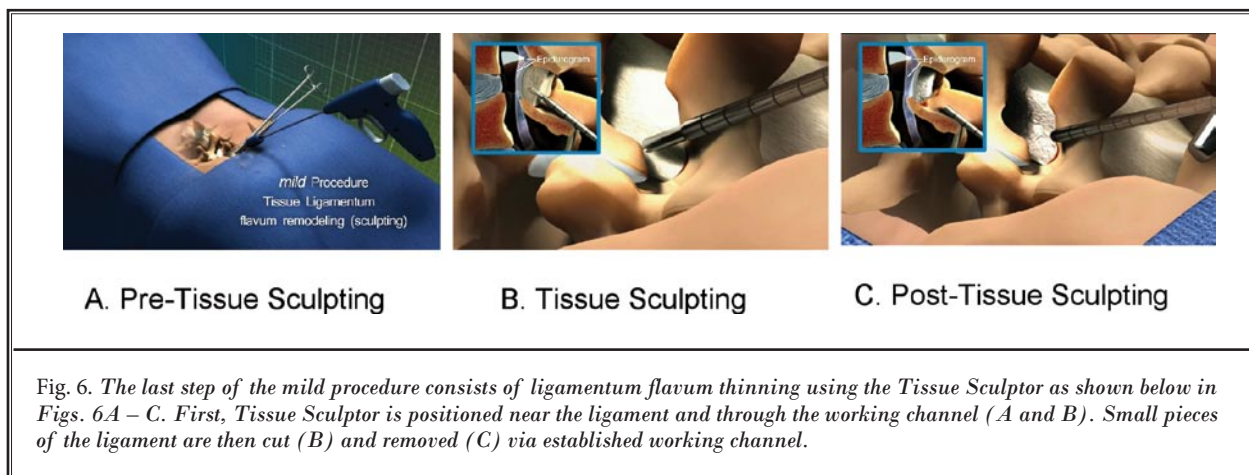 mild Procedure
Tissue Ligamentum
flavum remodeling (sculpting)
Epidurogram
Epidurogram
A. Pre-Tissue Sculpting
B. Tissue Sculpting
C. Post-Tissue Sculpting
Fig. 6. The last step of the mild procedure consists of ligamentum flavum thinning using the Tissue Sculptor as shown below in
Figs. 6A – C. First, Tissue Sculptor is positioned near the ligament and through the working channel (A and B). Small pieces
of the ligament are then cut (B) and removed (C) via established working channel.